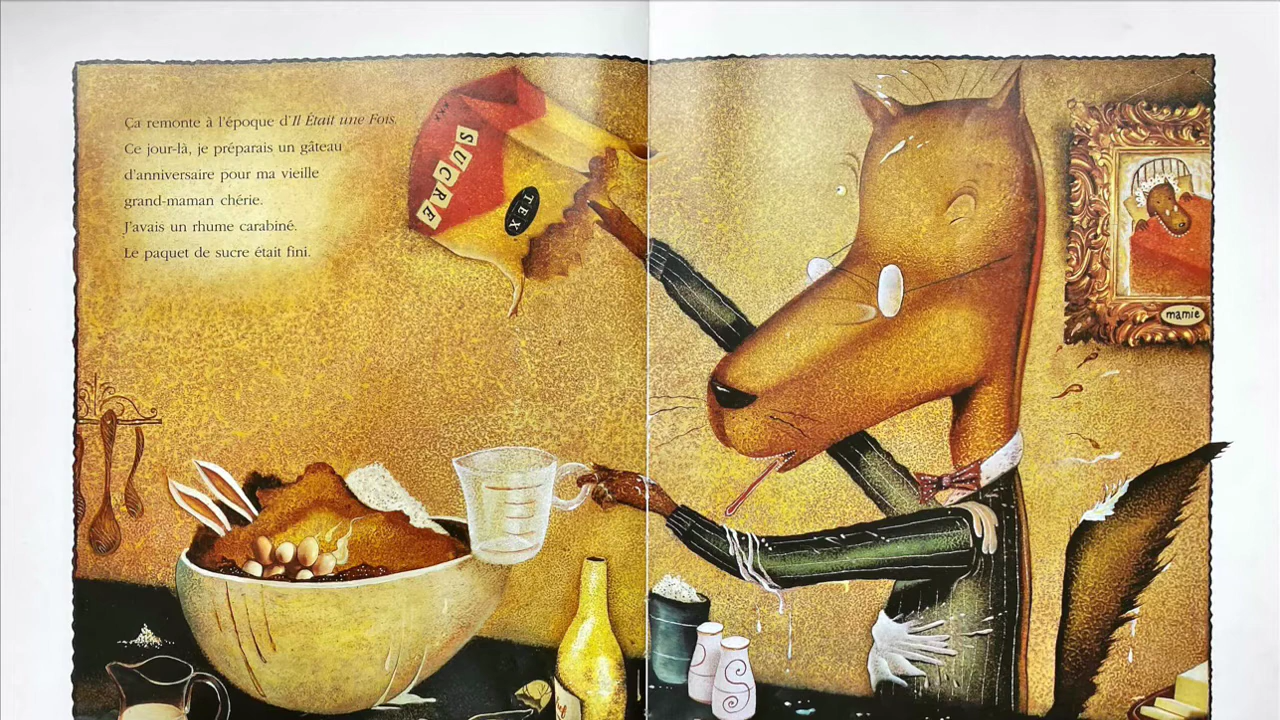 Ça remonte à l'époque d'Il Était une Fois.
Ce jour-là, je préparais un gâteau
d'anniversaire pour ma vieille
grand-maman chérie.
J'avais un rhume carabiné.
Le paquet de sucre était fini.
SUCRE
TEX
mamie